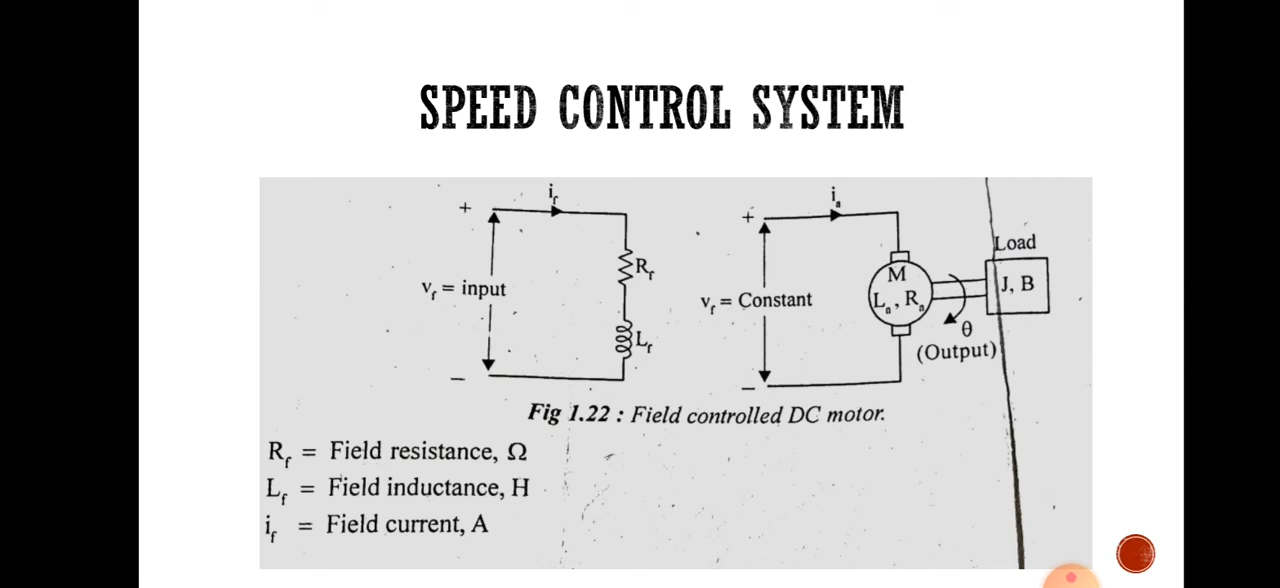 SPEED CONTROL SYSTEM
+ i_f
R_f
v_f = input
L_f
−
+ i_a
Load
M
L_a, R_a
J, B
v_f = Constant
θ
(Output)
−
Fig 1.22 : Field controlled DC motor.
R_f = Field resistance, Ω
L_f = Field inductance, H
i_f = Field current, A